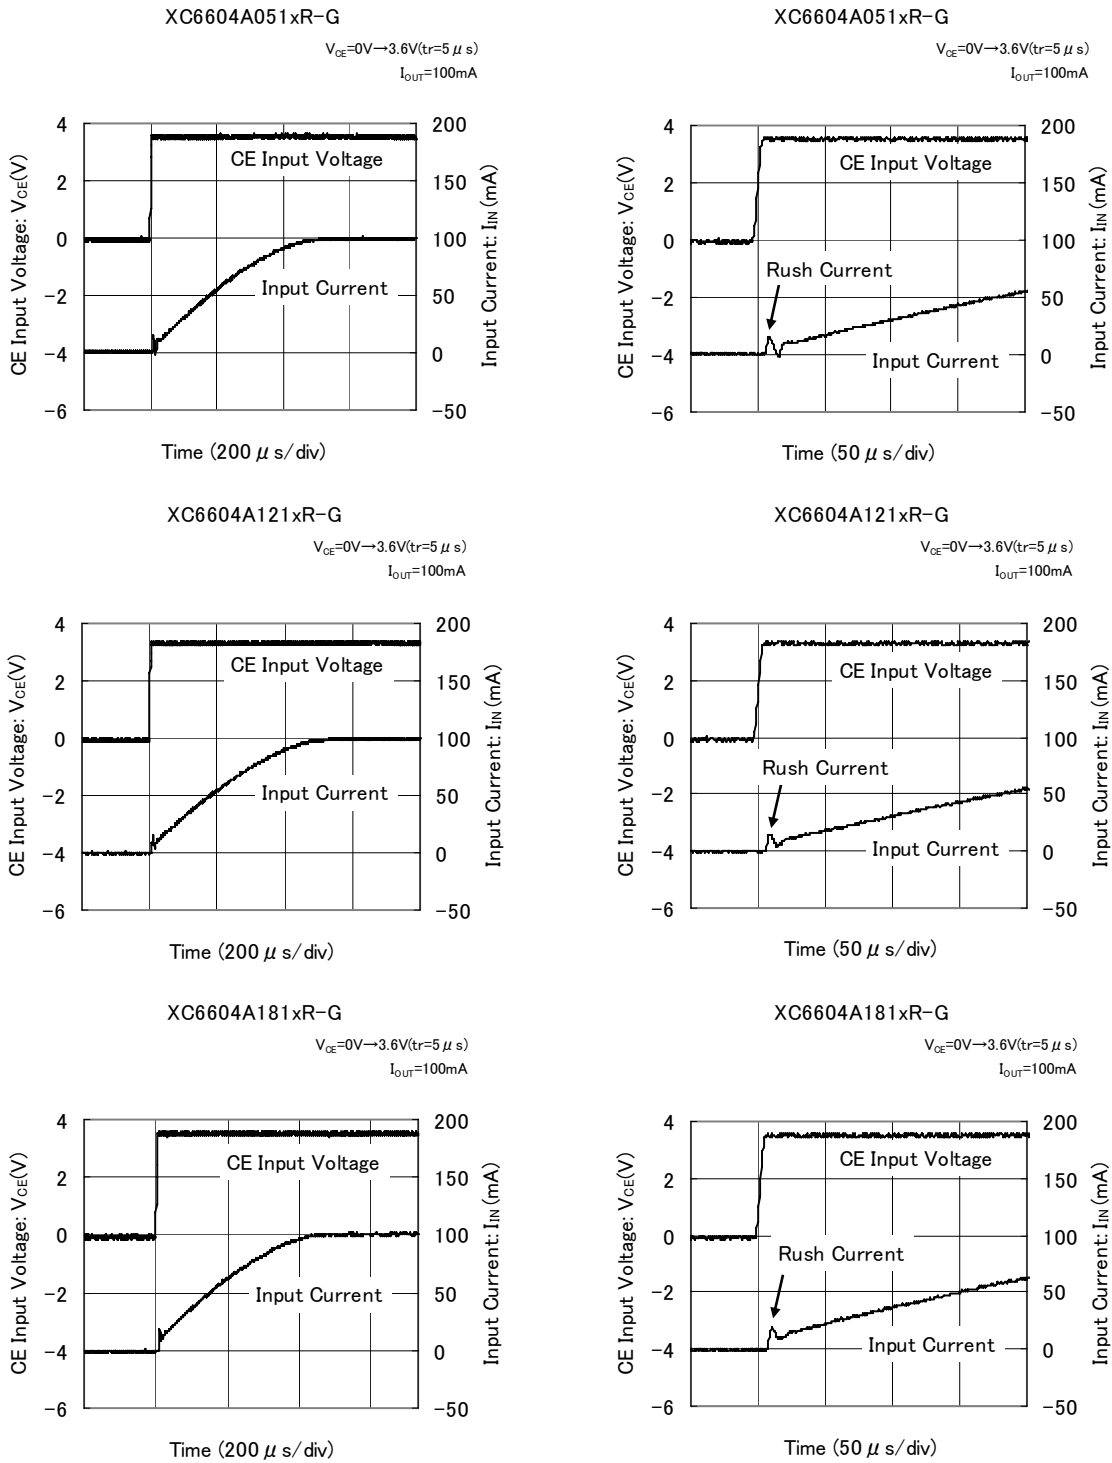 XC6604A051xR-G
V_CE=0V→3.6V(tr=5μs)
I_OUT=100mA
CE Input Voltage: V_CE(V)
4
2
0
-2
-4
-6
CE Input Voltage
Input Current
200
150
100
50
0
-50
Input Current: I_IN (mA)
Time (200μs/div)
XC6604A051xR-G
V_CE=0V→3.6V(tr=5μs)
I_OUT=100mA
CE Input Voltage: V_CE(V)
4
2
0
-2
-4
-6
CE Input Voltage
Rush Current
Input Current
200
150
100
50
0
-50
Input Current: I_IN (mA)
Time (50μs/div)
XC6604A121xR-G
V_CE=0V→3.6V(tr=5μs)
I_OUT=100mA
CE Input Voltage: V_CE(V)
4
2
0
-2
-4
-6
CE Input Voltage
Input Current
200
150
100
50
0
-50
Input Current: I_IN (mA)
Time (200μs/div)
XC6604A121xR-G
V_CE=0V→3.6V(tr=5μs)
I_OUT=100mA
CE Input Voltage: V_CE(V)
4
2
0
-2
-4
-6
CE Input Voltage
Rush Current
Input Current
200
150
100
50
0
-50
Input Current: I_IN (mA)
Time (50μs/div)
XC6604A181xR-G
V_CE=0V→3.6V(tr=5μs)
I_OUT=100mA
CE Input Voltage: V_CE(V)
4
2
0
-2
-4
-6
CE Input Voltage
Input Current
200
150
100
50
0
-50
Input Current: I_IN (mA)
Time (200μs/div)
XC6604A181xR-G
V_CE=0V→3.6V(tr=5μs)
I_OUT=100mA
CE Input Voltage: V_CE(V)
4
2
0
-2
-4
-6
CE Input Voltage
Rush Current
Input Current
200
150
100
50
0
-50
Input Current: I_IN (mA)
Time (50μs/div)